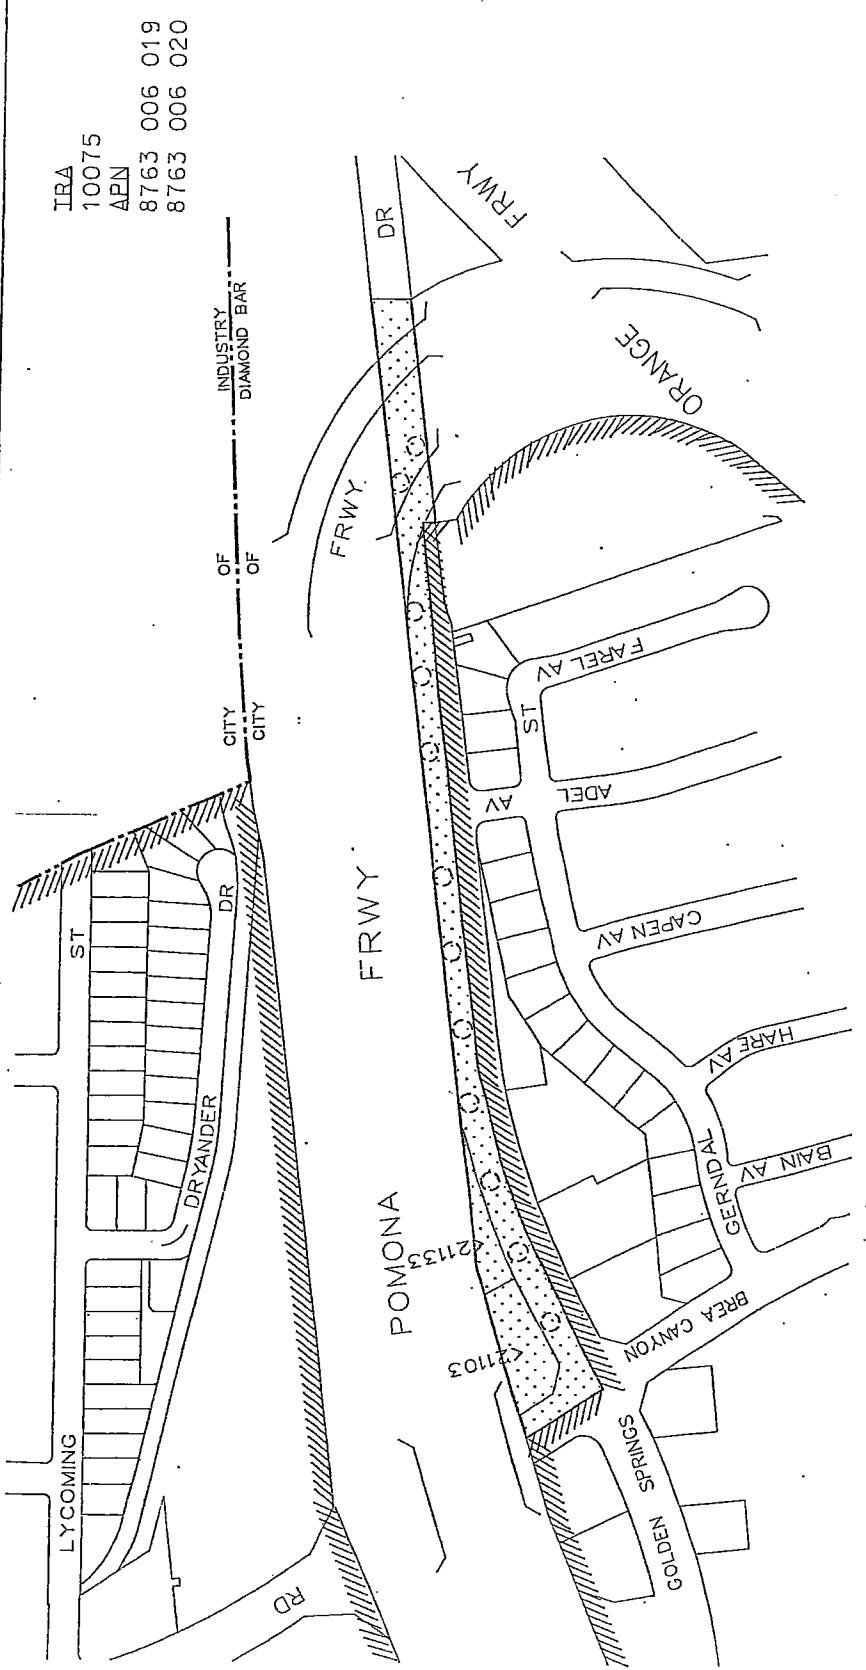 TRA
10075
APN
8763 006 019
8763 006 020
CITY OF INDUSTRY
CITY OF DIAMOND BAR
LYCOMING ST
DRYANDER DR
POMONA FRWY
FRWY
DR
ORANGE FRWY
RD
21103
21133
GOLDEN SPRINGS
BREA CANYON
GERNDAL ST
BAIN AV
HARE AV
CAPEN AV
ADEL AV
FAREL AV